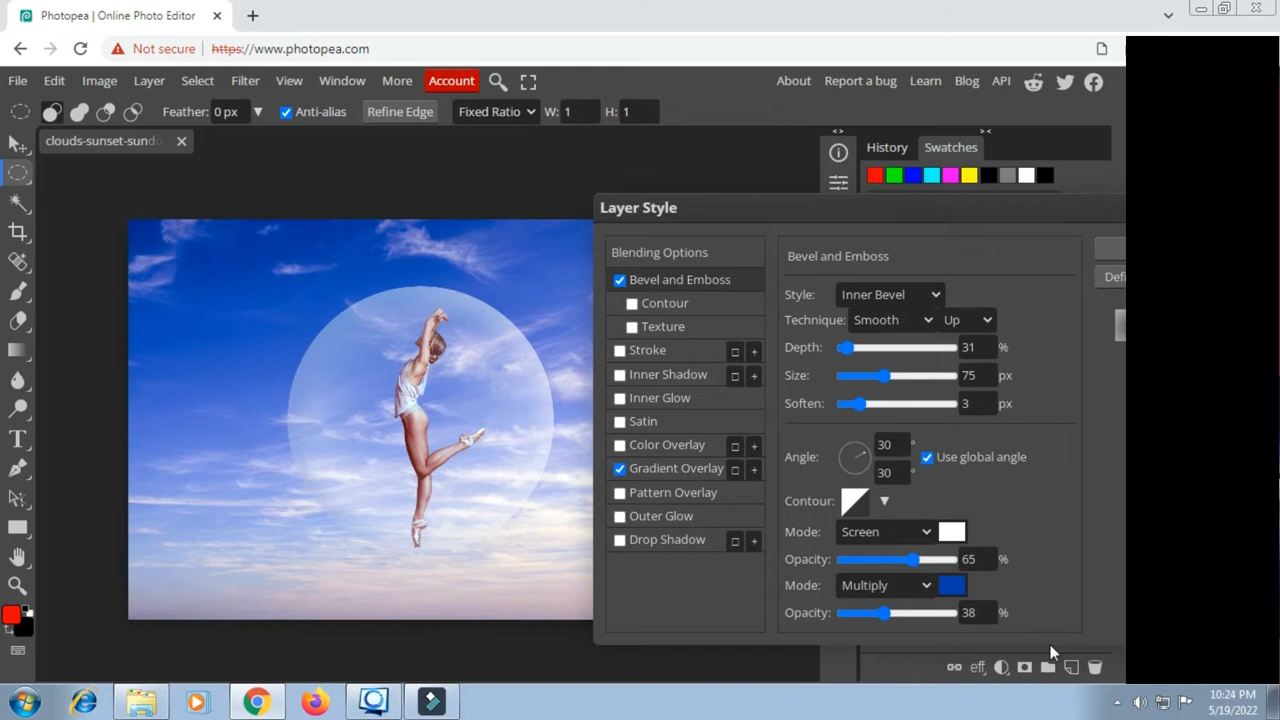 Photopea | Online Photo Editor
Not secure https://www.photopea.com
File Edit Image Layer Select Filter View Window More Account About Report a bug Learn Blog API
Feather: 0 px Anti-alias Refine Edge Fixed Ratio W: 1 H: 1
clouds-sunset-sund
History Swatches
Layer Style
Blending Options
Bevel and Emboss
Contour
Texture
Stroke
Inner Shadow
Inner Glow
Satin
Color Overlay
Gradient Overlay
Pattern Overlay
Outer Glow
Drop Shadow
Bevel and Emboss
Style: Inner Bevel
Technique: Smooth Up
Depth: 31 %
Size: 75 px
Soften: 3 px
Angle: 30 °
30 °
Use global angle
Contour:
Mode: Screen
Opacity: 65 %
Mode: Multiply
Opacity: 38 %
Defi
eff
10:24 PM
5/19/2022